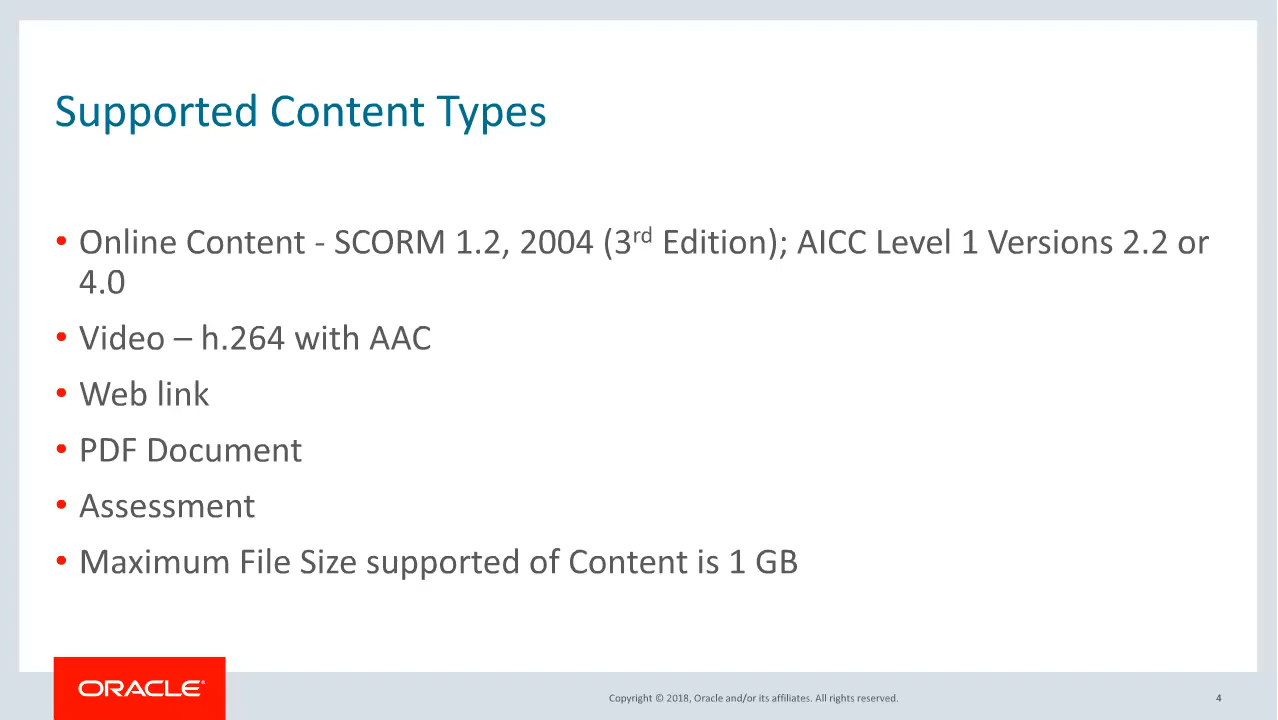 Supported Content Types
• Online Content - SCORM 1.2, 2004 (3rd Edition); AICC Level 1 Versions 2.2 or
4.0
• Video – h.264 with AAC
• Web link
• PDF Document
• Assessment
• Maximum File Size supported of Content is 1 GB
ORACLE®
Copyright © 2018, Oracle and/or its affiliates. All rights reserved.
4